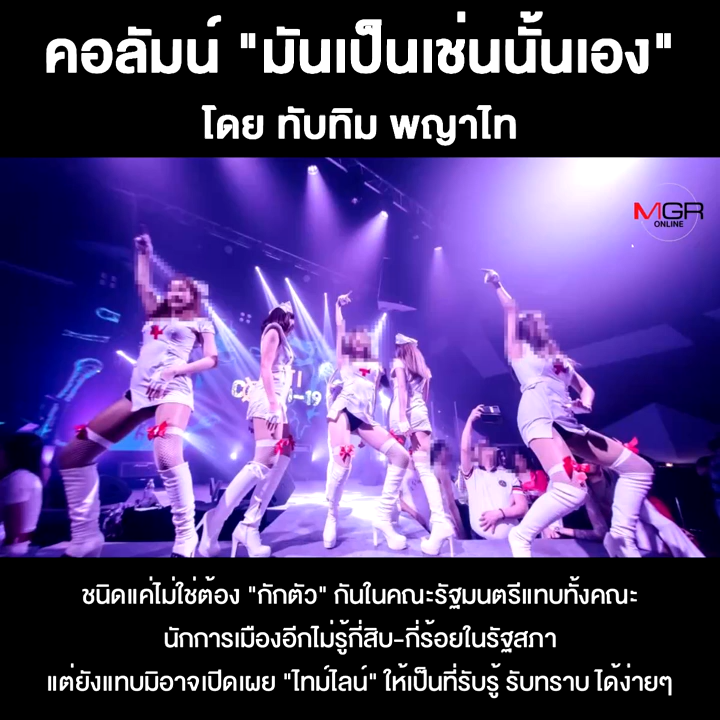 คอลัมน์ "มันเป็นเช่นนั้นเอง"
โดย ทับทิม พญาไท
MGR
ONLINE
ชนิดแค่ไม่ใช่ต้อง "กักตัว" กันในคณะรัฐมนตรีแทบทั้งคณะ
นักการเมืองอีกไม่รู้กี่สิบ-กี่ร้อยในรัฐสภา
แต่ยังแทบมิอาจเปิดเผย "ไทม์ไลน์" ให้เป็นที่รับรู้ รับทราบ ได้ง่ายๆ